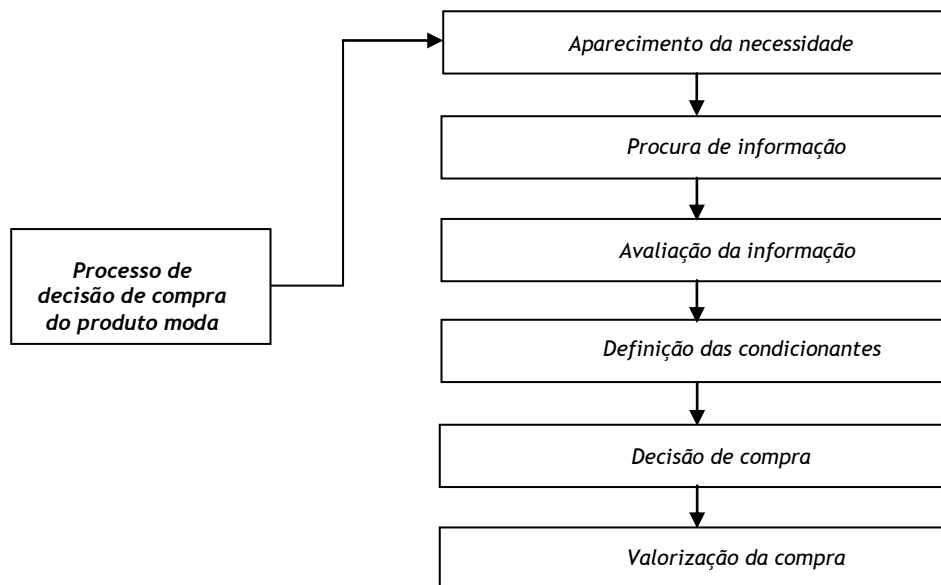 Processo de
decisão de compra
do produto moda
Aparecimento da necessidade
Procura de informação
Avaliação da informação
Definição das condicionantes
Decisão de compra
Valorização da compra